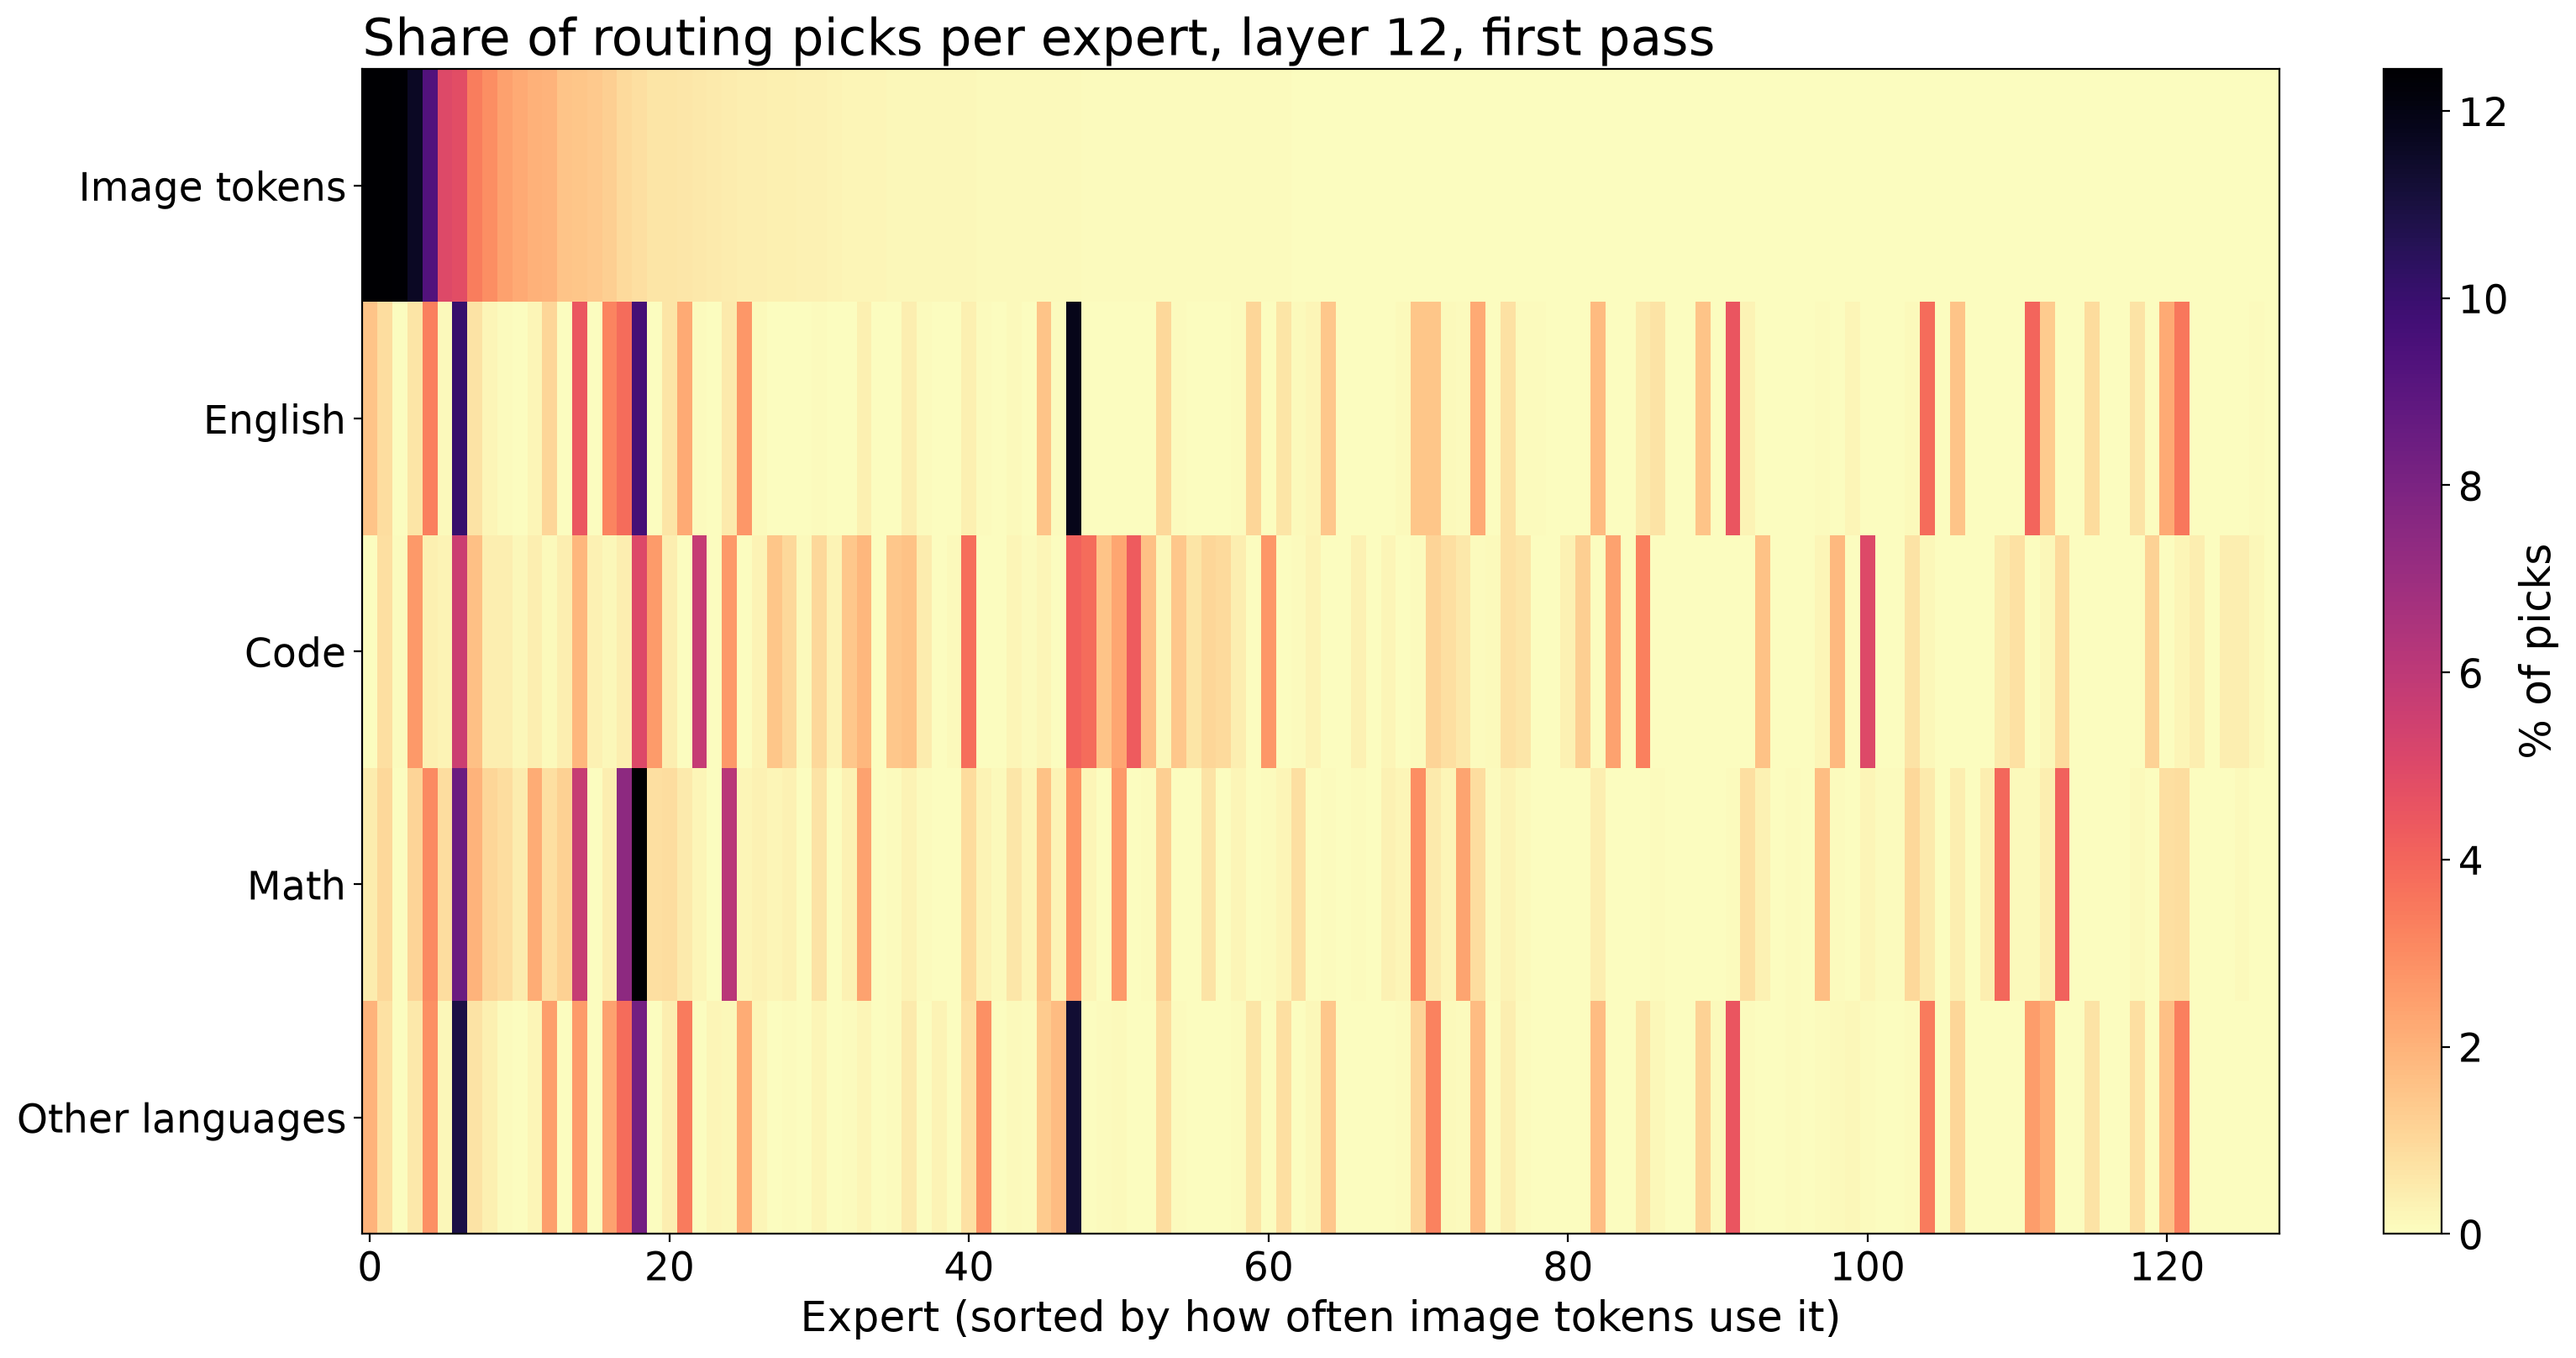 Share of routing picks per expert, layer 12, first pass
Image tokens
English
Code
Math
Other languages
0 20 40 60 80 100 120
Expert (sorted by how often image tokens use it)
12
10
8
6
4
2
0
% of picks